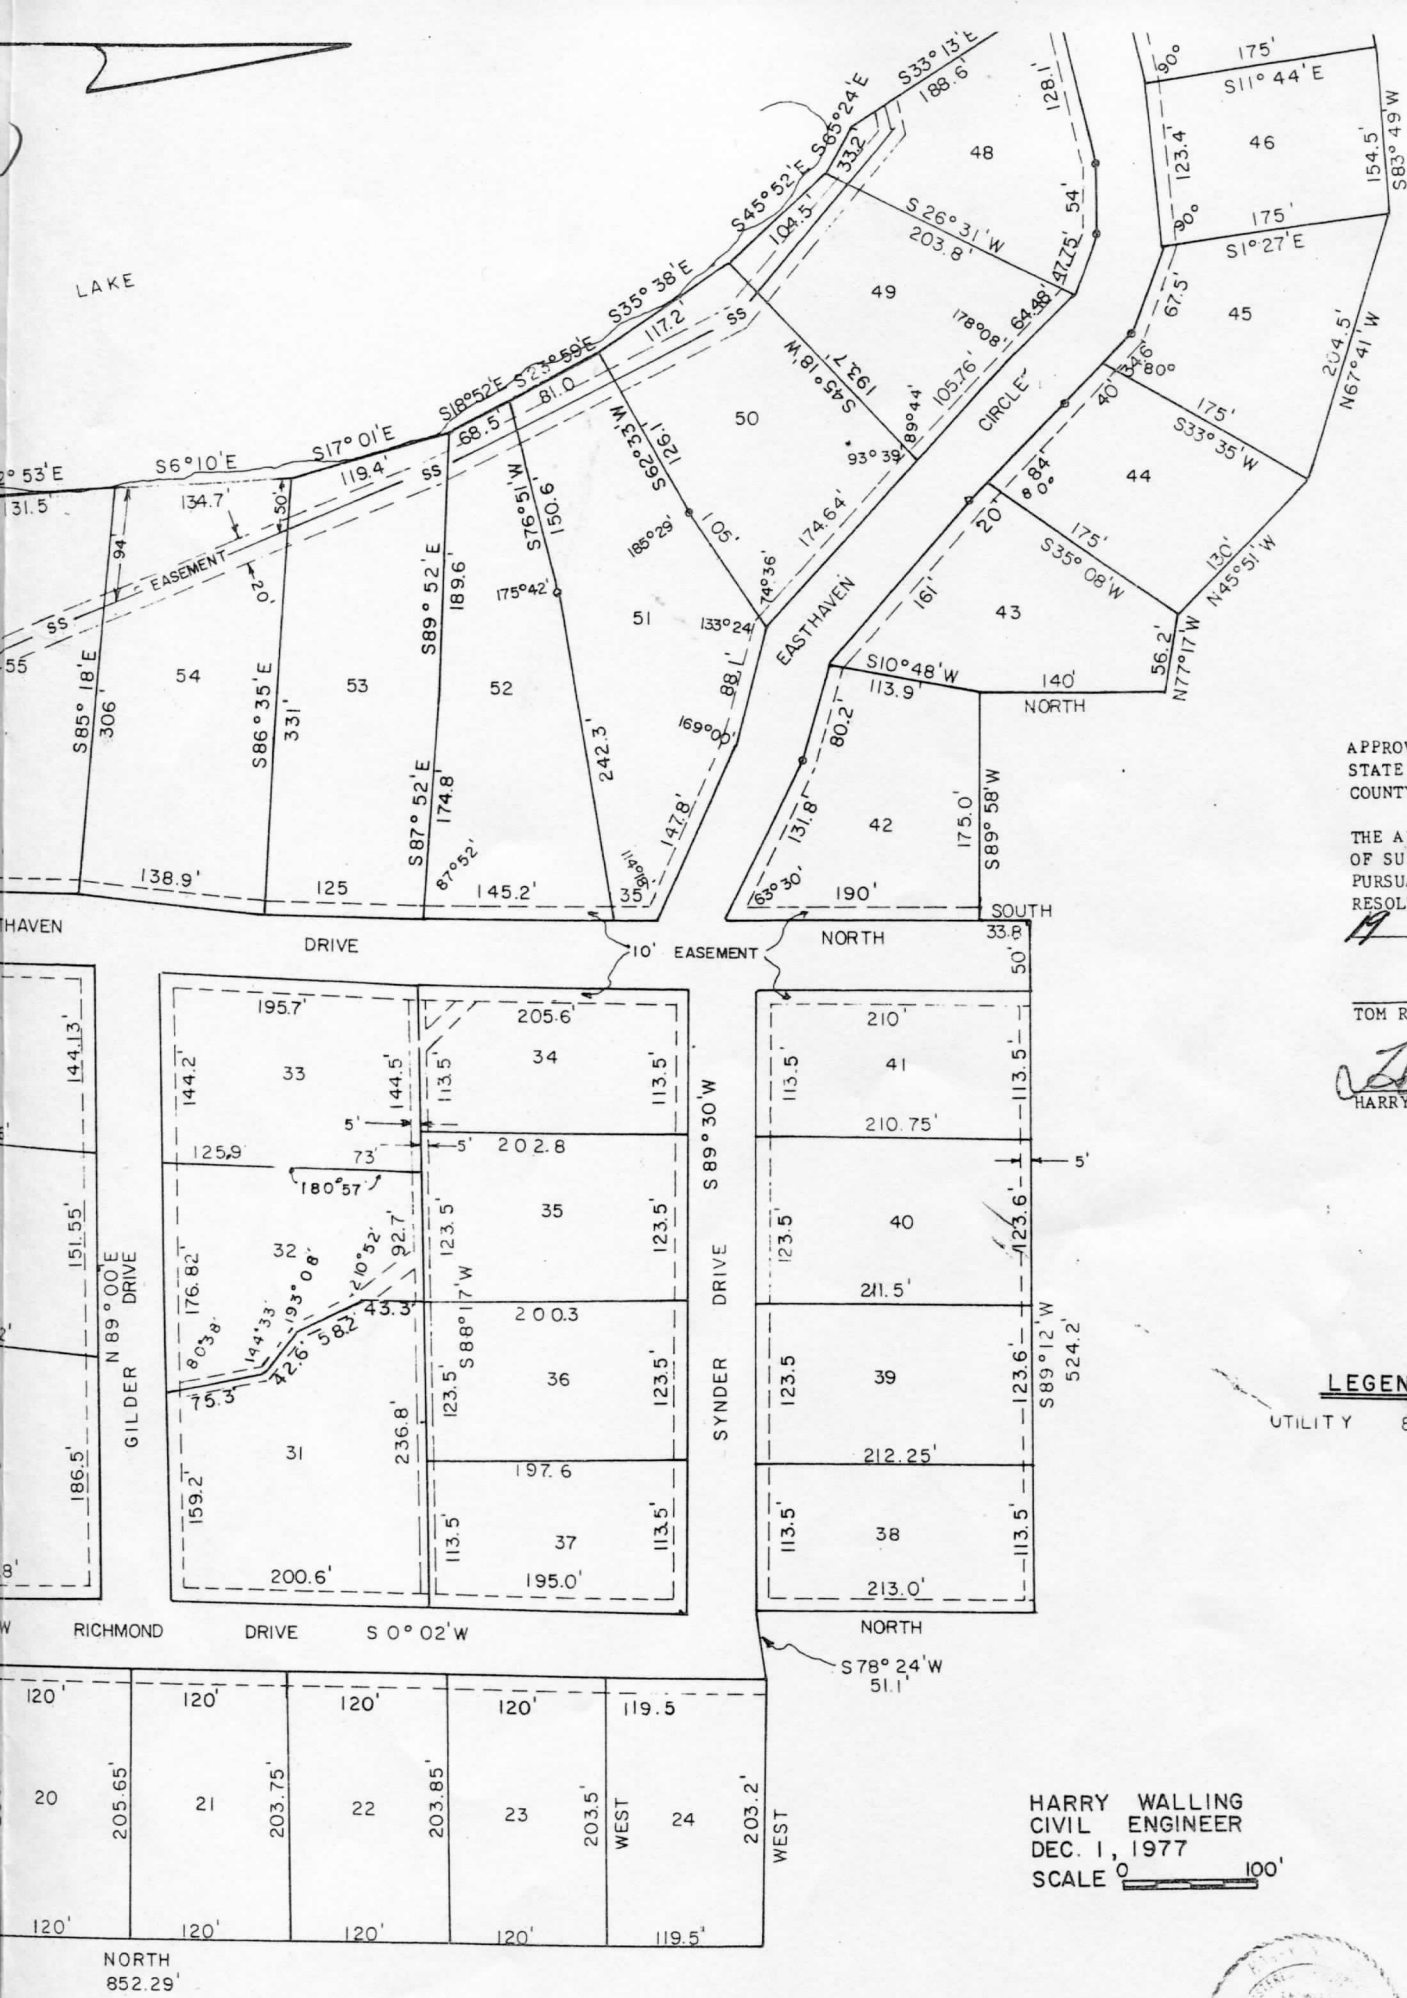 175'
S11° 44'E
90°
123.4'
46
154.5'
S83° 49'W
175'
S1° 27'E
90°
S33° 13'E
188.6'
128.1'
S65° 24'E
33.2'
48
54'
47.75'
S 26° 31'W
203.8'
S45° 52'E
104.5'
LAKE
S35° 38'E
117.2'
SS
49
178°08'
64.48'
67.5'
45
204.5'
N67° 41' W
S45° 18'W
193.7'
105.76'
89°44'
93° 39'
CIRCLE
34.6'
80°
40'
175'
S33° 35'W
S23° 59'E
81.0
S18° 52'E
68.5'
S17° 01'E
119.4'
SS
S6° 10'E
134.7'
53'E
131.5'
50'
94'
EASEMENT
20'
SS
55
S62° 33'W
126.1'
50
185°29'
90'
174.64'
74°36'
84'
80°
20'
44
175'
S35° 08'W
130'
N45° 51'W
S76° 51'W
150.6'
175°42'
S89° 52'E
189.6'
51
133°24'
88.1'
169°00'
EASTHAVEN
161'
43
56.2'
N77° 17'W
S10° 48' W
113.9'
140'
NORTH
S85° 18'E
306'
54
S86° 35'E
331'
53
52
242.3'
S87° 52'E
174.8'
87°52'
147.8'
80.2'
131.8'
42
175.0'
S89° 58'W
63° 30'
190'
138.9'
125
145.2'
35'
SOUTH
33.8'
50'
THAVEN
DRIVE
10' EASEMENT
NORTH
APPROV
STATE
COUNTY
THE A
OF SU
PURSU
RESOL
19
TOM R
HARRY
195.7'
205.6'
210'
144.13'
144.2'
33
144.5'
113.5'
34
113.5'
113.5'
41
113.5'
5'
125.9
73'
5'
202.8
210.75'
5'
180°57'
151.55'
176.82'
32
92.7'
123.5'
35
123.5'
S 89° 30'W
123.5'
40
123.6'
193° 08'
210°52'
144°33'
80°38'
75.3'
42.6'
58.2'
43.3'
200.3
211.5'
N 89° 00'E
GILDER DRIVE
S88° 17'W
SYNDER DRIVE
S89° 12' W
524.2'
186.5'
159.2'
31
236.8'
123.5'
36
123.5'
123.5
39
123.6'
LEGEN
UTILITY
197.6
212.25'
113.5'
37
113.5'
113.5'
38
113.5'
200.6'
195.0'
213.0'
W
RICHMOND DRIVE S 0° 02'W
NORTH
S 78° 24'W
51.1'
120'
120'
120'
120'
119.5
20
205.65'
21
203.75'
22
203.85'
23
203.5'
WEST
24
203.2'
WEST
120'
120'
120'
120'
119.5'
NORTH
852.29'
HARRY WALLING
CIVIL ENGINEER
DEC. 1, 1977
SCALE 0 100'